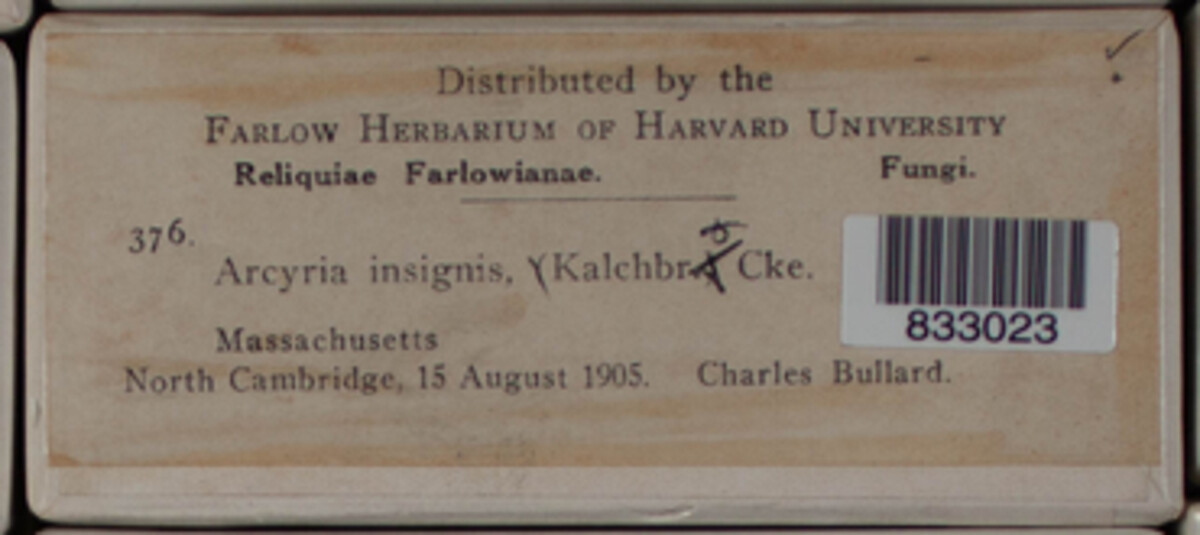 Distributed by the
FARLOW HERBARIUM OF HARVARD UNIVERSITY
Reliquiae Farlowianae. Fungi.
376.
Arcyria insignis, (Kalchbr. & Cke.
833023
Massachusetts
North Cambridge, 15 August 1905. Charles Bullard.